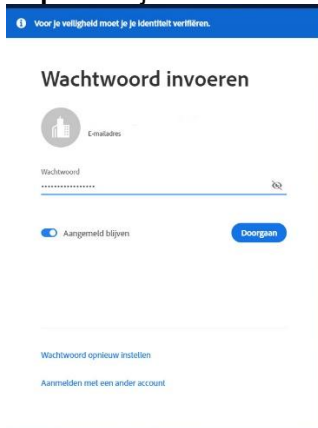 Voor je veiligheid moet je je identiteit verifiëren.
Wachtwoord invoeren
E-mailadres
Wachtwoord
Aangemeld blijven
Doorgaan
Wachtwoord opnieuw instellen
Aanmelden met een ander account